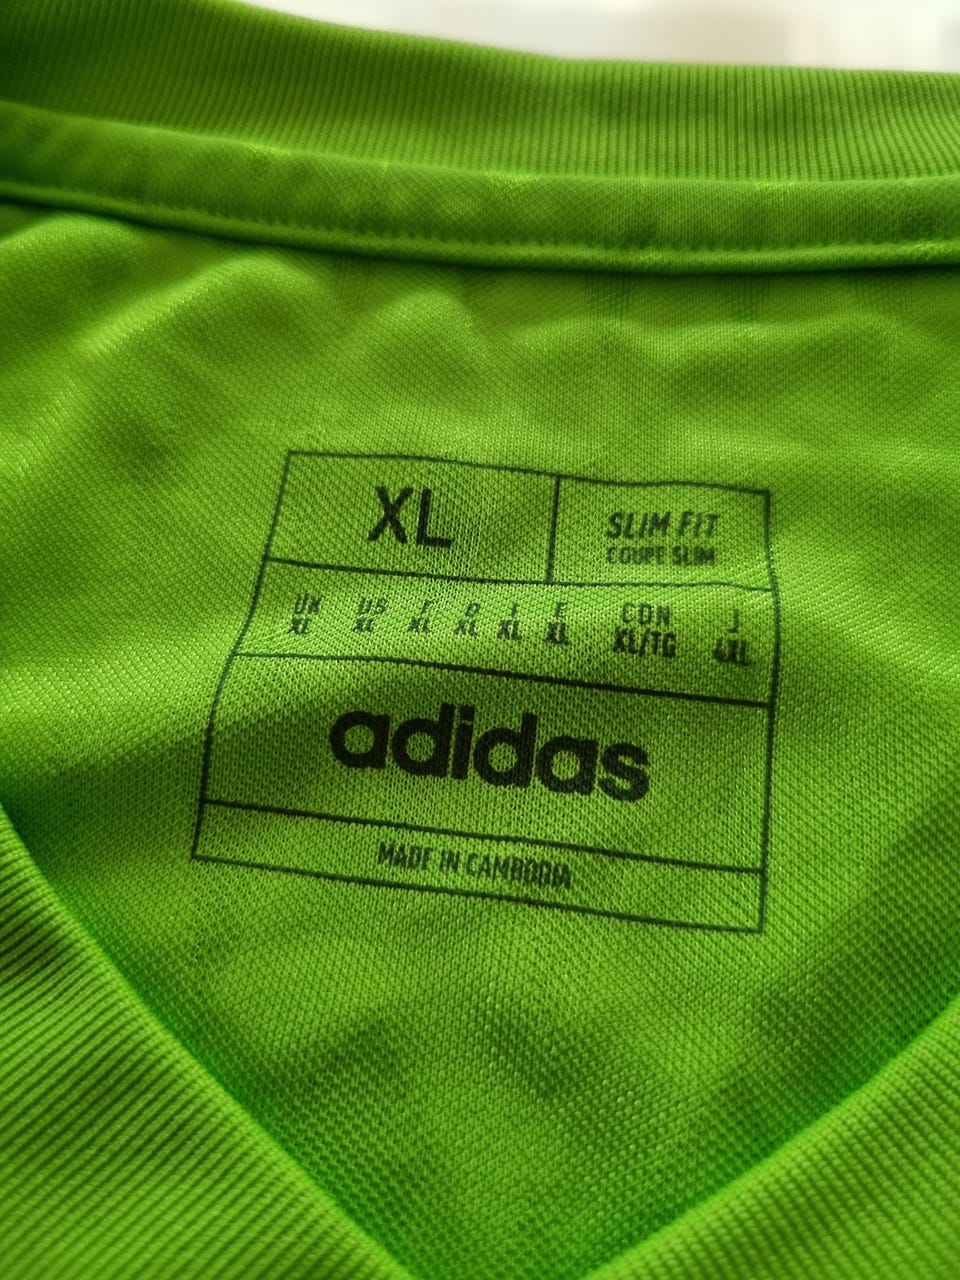 XL
SLIM FIT
COUPE SLIM
UK US F D I E CDN J
XL XL XL XL XL XL XL/TG 4XL
adidas
MADE IN CAMBODIA